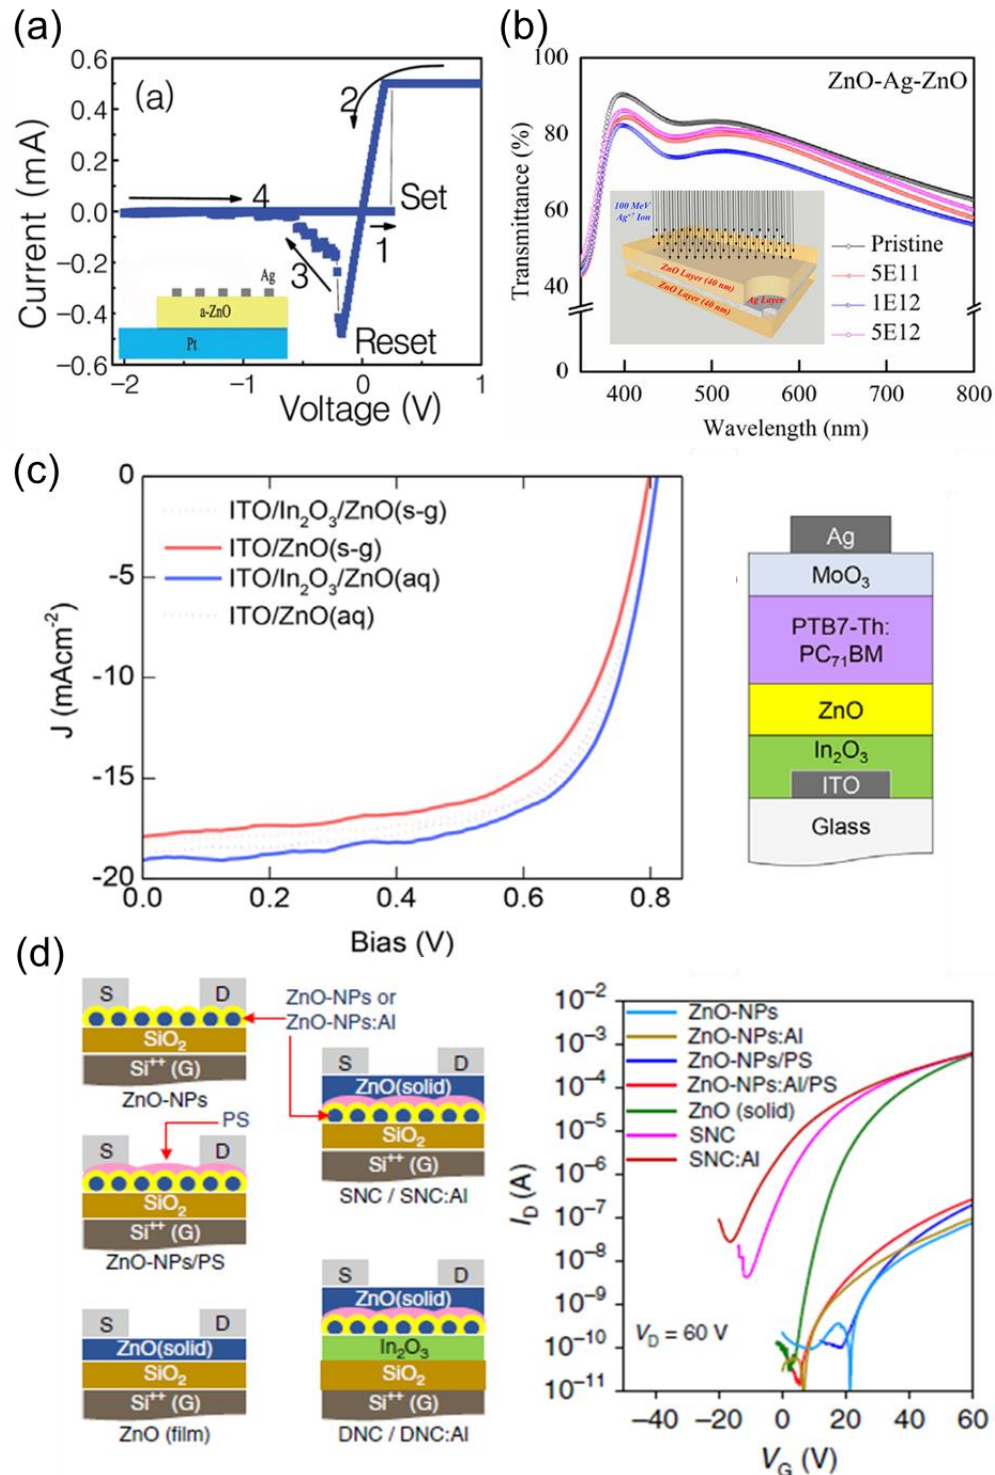 (a)
(a)
0.6
0.4
0.2
0.0
−0.2
−0.4
−0.6
Current (mA)
2
4
Set
1
3
Reset
Ag
a-ZnO
Pt
−2
−1
0
1
Voltage (V)
(b)
ZnO-Ag-ZnO
100
80
60
40
0
Transmittance (%)
100 MeV
Ag⁺⁷ Ion
ZnO Layer (40 nm)
ZnO Layer (40 nm)
Ag Layer
Pristine
5E11
1E12
5E12
400
500
600
700
800
Wavelength (nm)
(c)
0
-5
-10
-15
-20
J (mAcm⁻²)
ITO/In₂O₃/ZnO(s-g)
ITO/ZnO(s-g)
ITO/In₂O₃/ZnO(aq)
ITO/ZnO(aq)
0.0
0.2
0.4
0.6
0.8
Bias (V)
Ag
MoO₃
PTB7-Th:
PC₇₁BM
ZnO
In₂O₃
ITO
Glass
(d)
S
D
SiO₂
Si⁺⁺ (G)
ZnO-NPs
ZnO-NPs or
ZnO-NPs:Al
PS
S
D
SiO₂
Si⁺⁺ (G)
ZnO-NPs/PS
S
D
ZnO(solid)
SiO₂
Si⁺⁺ (G)
SNC / SNC:Al
S
D
ZnO(solid)
SiO₂
Si⁺⁺ (G)
ZnO (film)
S
D
ZnO(solid)
In₂O₃
SiO₂
Si⁺⁺ (G)
DNC / DNC:Al
10⁻²
10⁻³
10⁻⁴
10⁻⁵
10⁻⁶
10⁻⁷
10⁻⁸
10⁻⁹
10⁻¹⁰
10⁻¹¹
I_D (A)
ZnO-NPs
ZnO-NPs:Al
ZnO-NPs/PS
ZnO-NPs:Al/PS
ZnO (solid)
SNC
SNC:Al
V_D = 60 V
−40
−20
0
20
40
60
V_G (V)